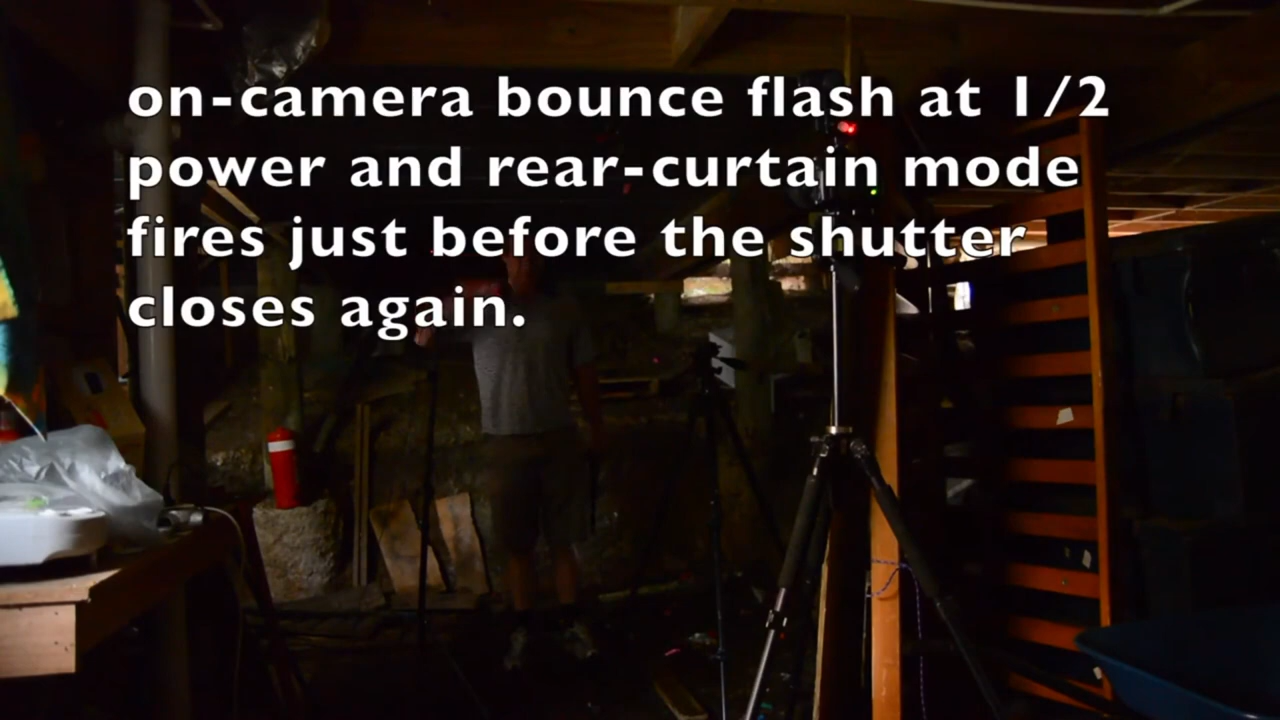 on-camera bounce flash at 1/2
power and rear-curtain mode
fires just before the shutter
closes again.